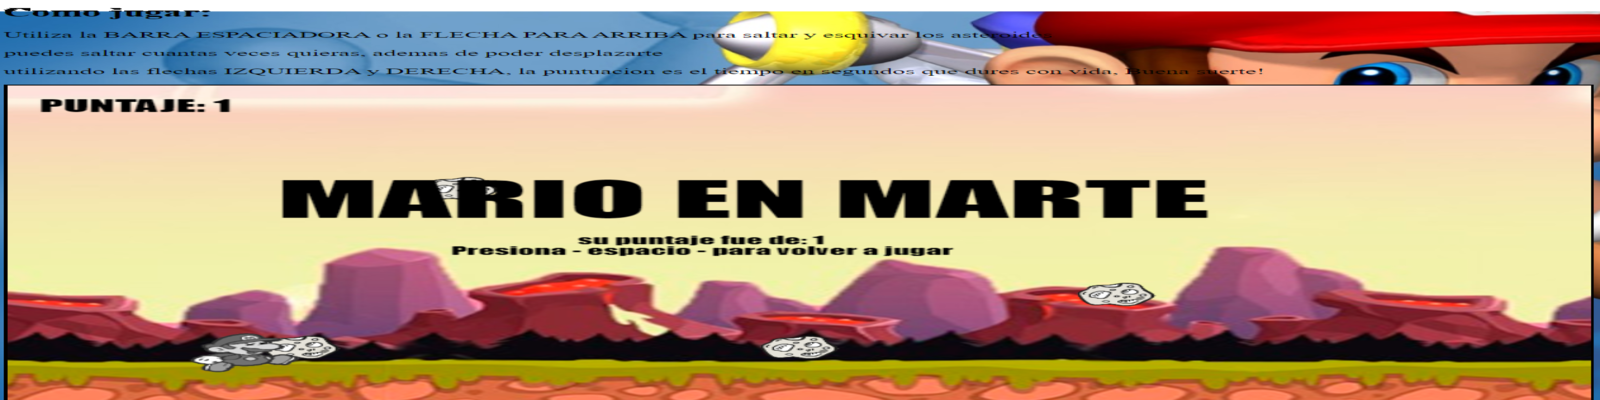 Como jugar:
Utiliza la BARRA ESPACIADORA o la FLECHA PARA ARRIBA para saltar y esquivar los asteroides
puedes saltar cuantas veces quieras, ademas de poder desplazarte
utilizando las flechas IZQUIERDA y DERECHA, la puntuacion es el tiempo en segundos que dures con vida, Buena suerte!
PUNTAJE: 1
MARIO EN MARTE
su puntaje fue de: 1
Presiona - espacio - para volver a jugar